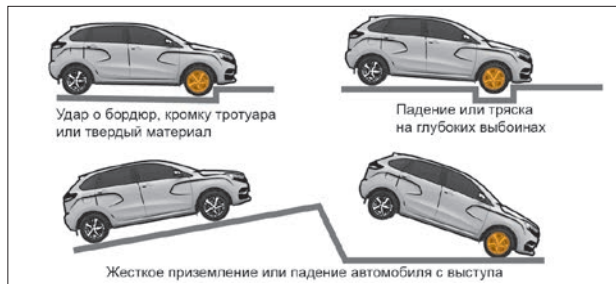 Удар о бордюр, кромку тротуара
или твердый материал
Падение или тряска
на глубоких выбоинах
Жесткое приземление или падение автомобиля с выступа